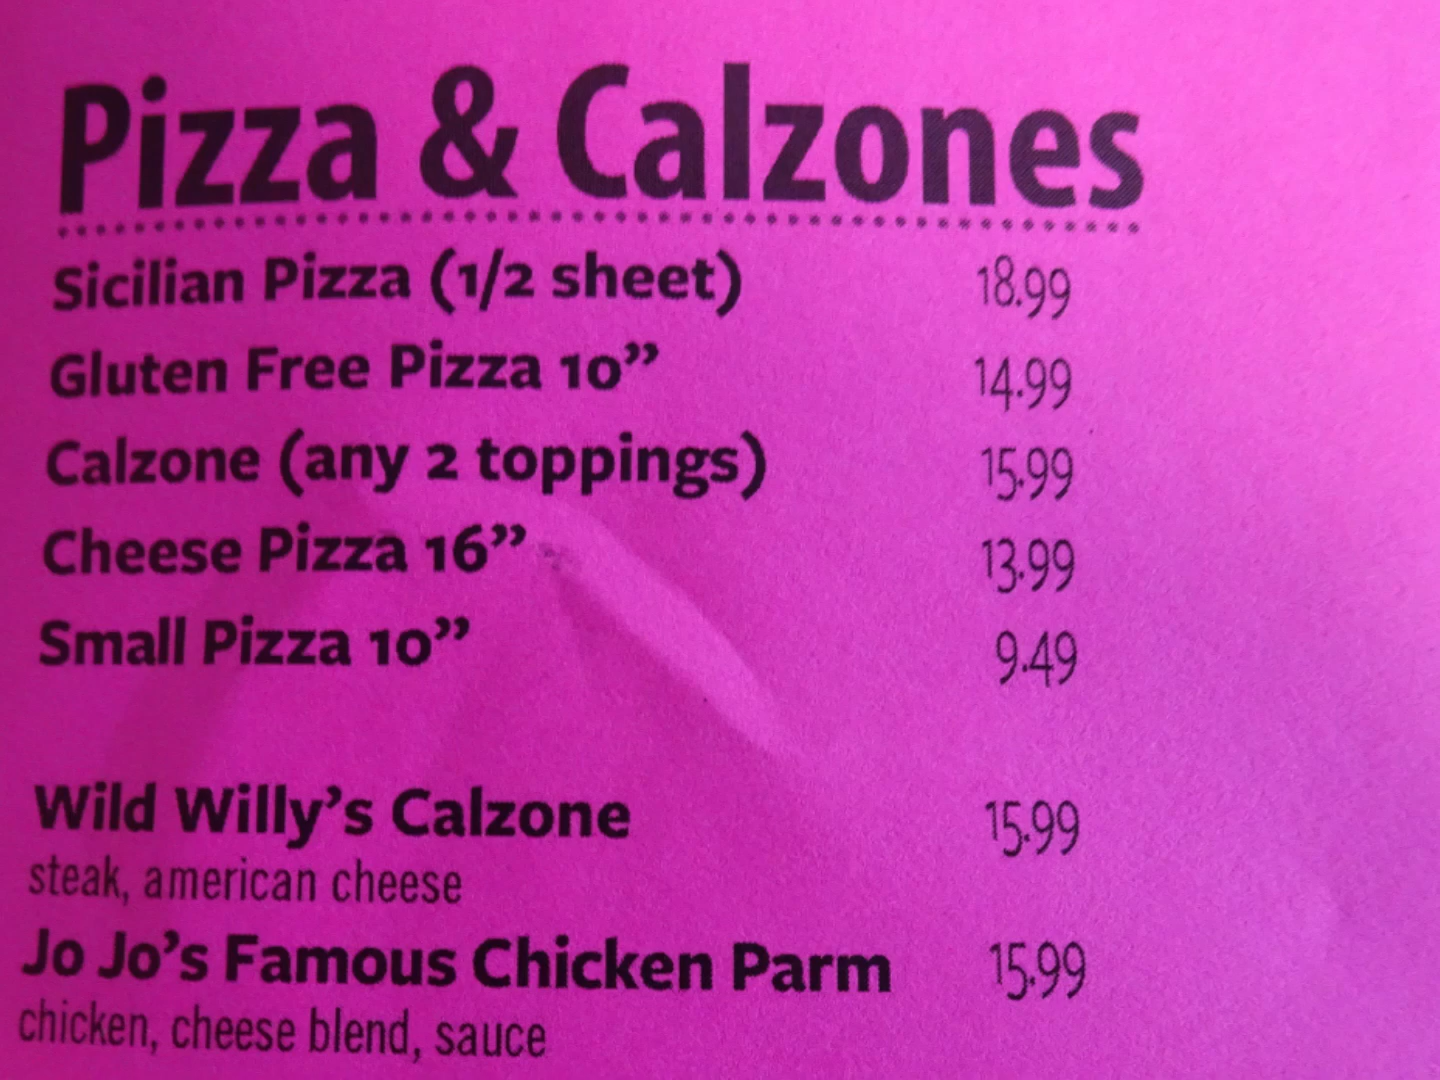 Pizza & Calzones
Sicilian Pizza (1/2 sheet) 18.99
Gluten Free Pizza 10” 14.99
Calzone (any 2 toppings) 15.99
Cheese Pizza 16” 13.99
Small Pizza 10” 9.49
Wild Willy’s Calzone 15.99
steak, american cheese
Jo Jo’s Famous Chicken Parm 15.99
chicken, cheese blend, sauce